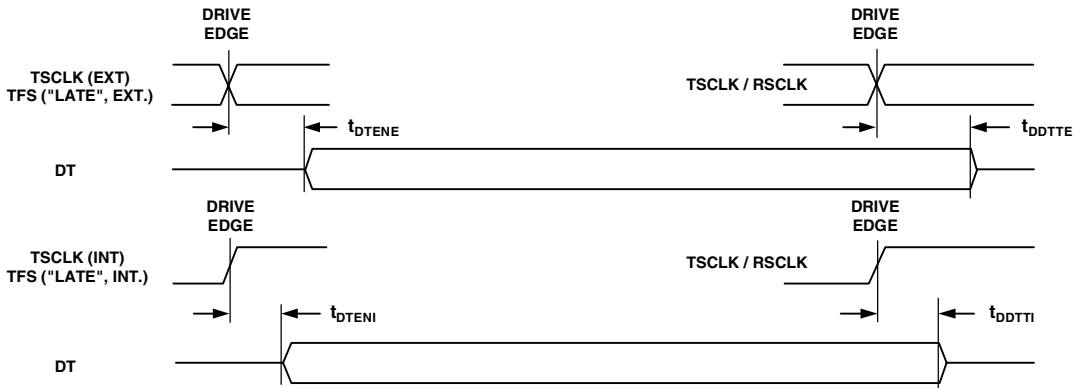 DRIVE
EDGE
DRIVE
EDGE
TSCLK (EXT)
TFS ("LATE", EXT.)
TSCLK / RSCLK
tDTENE
tDDTTE
DT
DRIVE
EDGE
DRIVE
EDGE
TSCLK (INT)
TFS ("LATE", INT.)
TSCLK / RSCLK
tDTENI
tDDTTI
DT